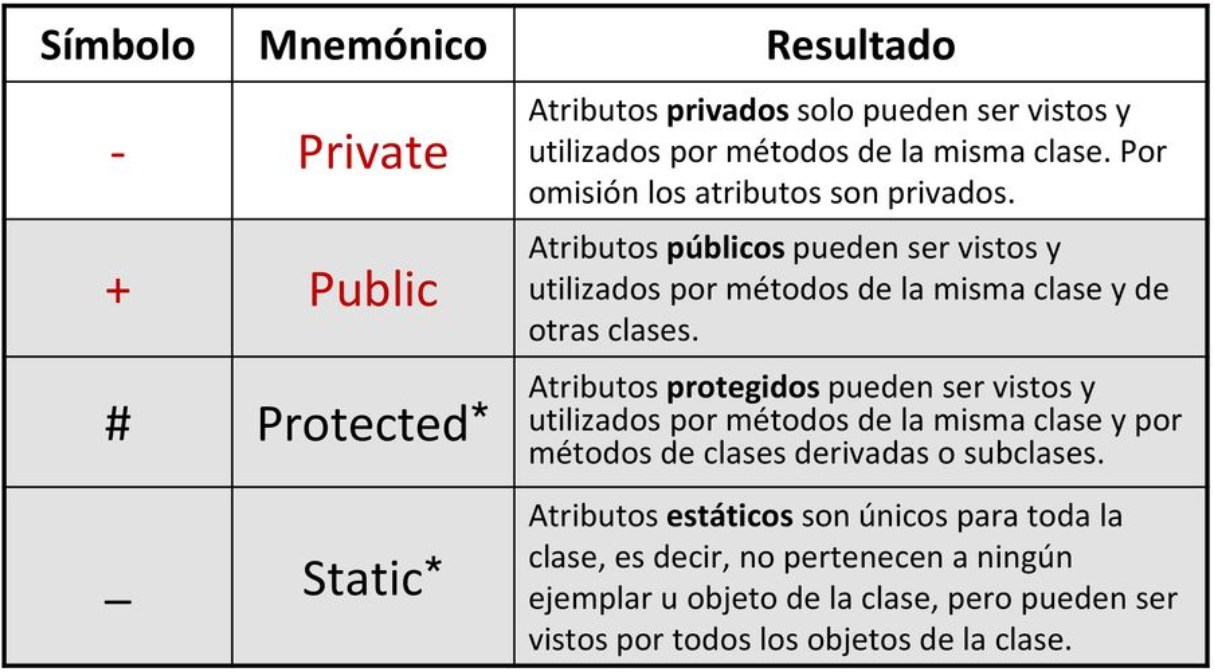 Símbolo Mnemónico Resultado
- Private Atributos privados solo pueden ser vistos y
utilizados por métodos de la misma clase. Por
omisión los atributos son privados.
+ Public Atributos públicos pueden ser vistos y
utilizados por métodos de la misma clase y de
otras clases.
# Protected* Atributos protegidos pueden ser vistos y
utilizados por métodos de la misma clase y por
métodos de clases derivadas o subclases.
_ Static* Atributos estáticos son únicos para toda la
clase, es decir, no pertenecen a ningún
ejemplar u objeto de la clase, pero pueden ser
vistos por todos los objetos de la clase.